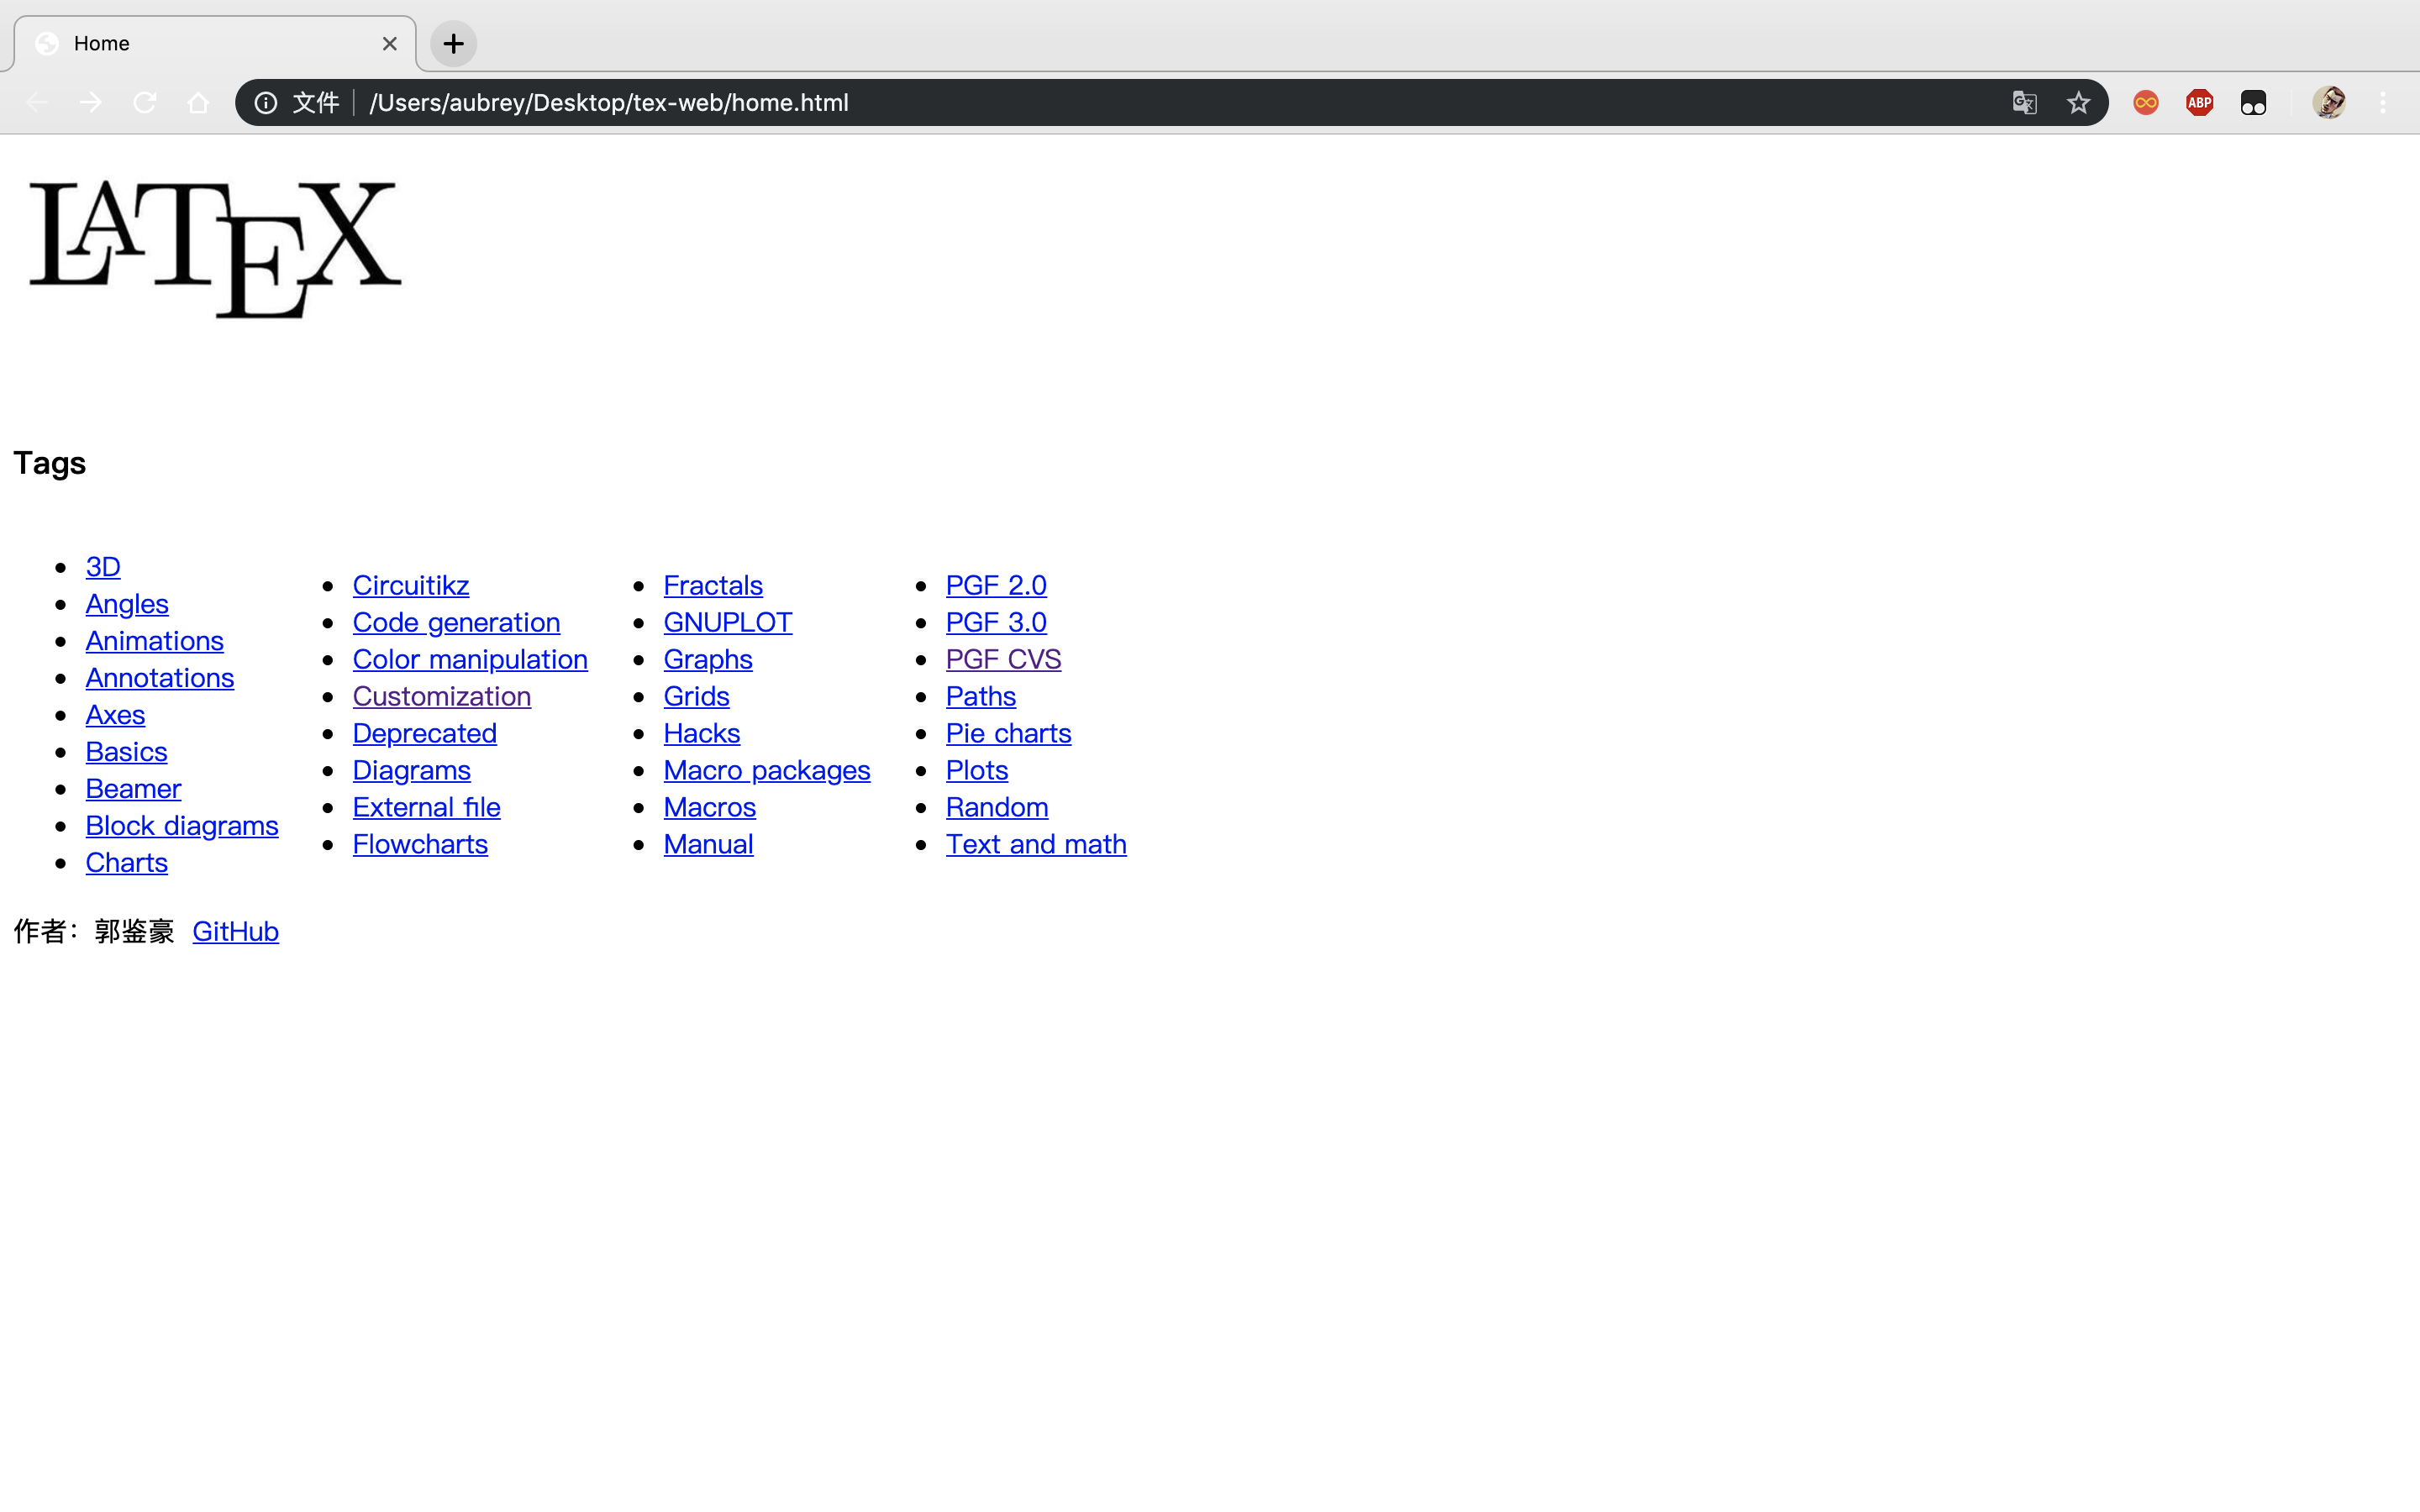 Home
文件 /Users/aubrey/Desktop/tex-web/home.html
ABP
LATEX
Tags
3D
Angles
Animations
Annotations
Axes
Basics
Beamer
Block diagrams
Charts
Circuitikz
Code generation
Color manipulation
Customization
Deprecated
Diagrams
External file
Flowcharts
Fractals
GNUPLOT
Graphs
Grids
Hacks
Macro packages
Macros
Manual
PGF 2.0
PGF 3.0
PGF CVS
Paths
Pie charts
Plots
Random
Text and math
作者：郭鉴豪 GitHub